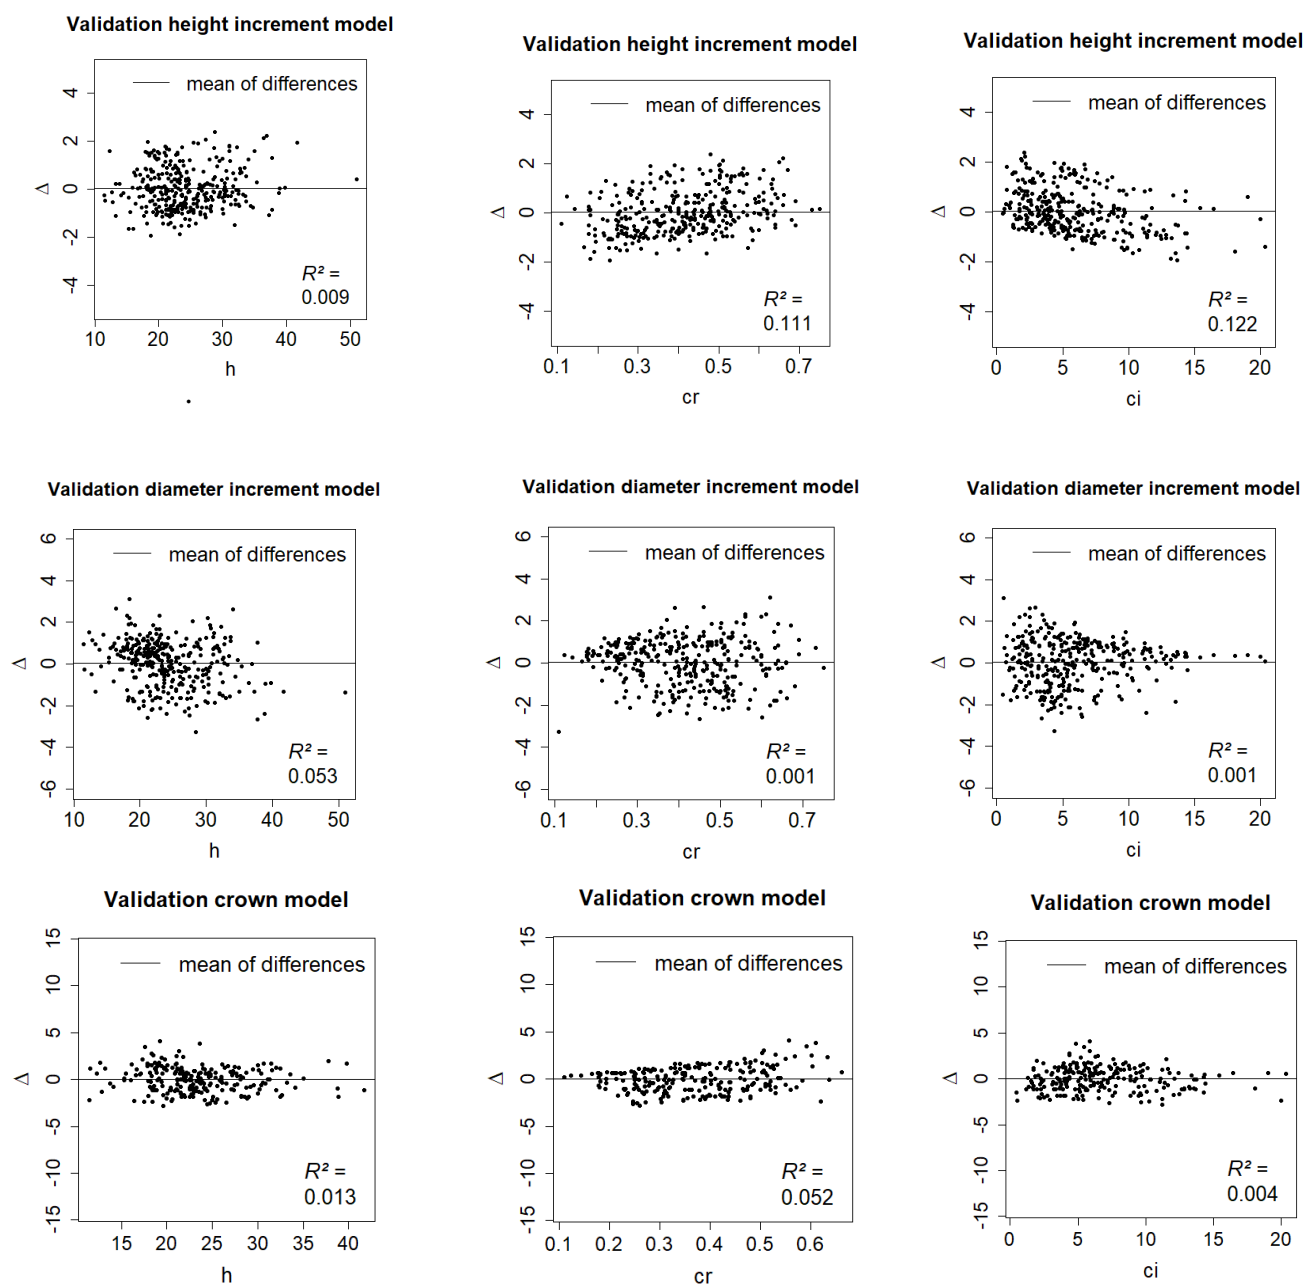 Validation height increment model
mean of differences
4
2
0
-2
-4
Δ
R² =
0.009
10 20 30 40 50
h
Validation height increment model
mean of differences
4
2
0
-2
-4
Δ
R² =
0.111
0.1 0.3 0.5 0.7
cr
Validation height increment model
mean of differences
4
2
0
-2
-4
Δ
R² =
0.122
0 5 10 15 20
ci
Validation diameter increment model
mean of differences
6
4
2
0
-2
-4
-6
Δ
R² =
0.053
10 20 30 40 50
h
Validation diameter increment model
mean of differences
6
4
2
0
-2
-4
-6
Δ
R² =
0.001
0.1 0.3 0.5 0.7
cr
Validation diameter increment model
mean of differences
6
4
2
0
-2
-4
-6
Δ
R² =
0.001
0 5 10 15 20
ci
Validation crown model
mean of differences
15
10
5
0
-5
-10
-15
Δ
R² =
0.013
15 20 25 30 35 40
h
Validation crown model
mean of differences
15
10
5
0
-5
-10
-15
Δ
R² =
0.052
0.1 0.2 0.3 0.4 0.5 0.6
cr
Validation crown model
mean of differences
15
10
5
0
-5
-10
-15
Δ
R² =
0.004
0 5 10 15 20
ci